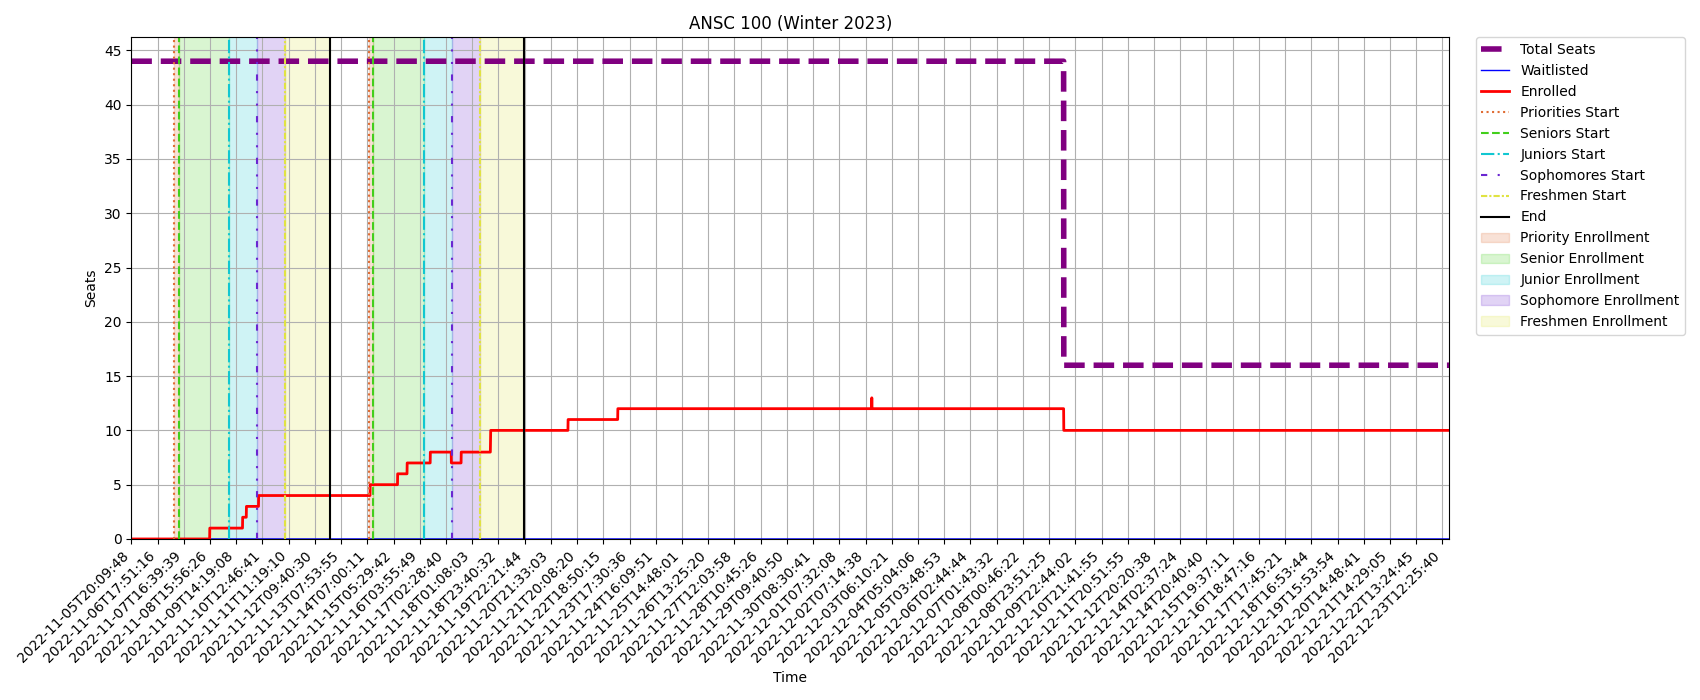 ANSC 100 (Winter 2023)
45
40
35
30
25
20
15
10
5
0
Seats
2022-11-05T20:09:48
2022-11-06T17:51:16
2022-11-07T16:39:39
2022-11-08T15:56:26
2022-11-09T14:19:08
2022-11-10T12:46:41
2022-11-11T11:19:10
2022-11-12T09:40:30
2022-11-13T07:53:55
2022-11-14T07:00:11
2022-11-15T05:29:42
2022-11-16T03:55:49
2022-11-17T02:28:40
2022-11-18T01:08:03
2022-11-18T23:40:32
2022-11-19T22:21:44
2022-11-20T21:33:03
2022-11-21T20:08:20
2022-11-22T18:50:15
2022-11-23T17:30:36
2022-11-24T16:09:51
2022-11-25T14:48:01
2022-11-26T13:25:20
2022-11-27T12:03:58
2022-11-28T10:45:26
2022-11-29T09:40:50
2022-11-30T08:30:41
2022-12-01T07:32:08
2022-12-02T07:14:38
2022-12-03T06:10:21
2022-12-04T05:04:06
2022-12-05T03:48:53
2022-12-06T02:44:44
2022-12-07T01:43:32
2022-12-08T00:46:22
2022-12-08T23:51:25
2022-12-09T22:44:02
2022-12-10T21:41:55
2022-12-11T20:51:55
2022-12-12T20:20:38
2022-12-14T02:37:24
2022-12-14T20:40:40
2022-12-15T19:37:11
2022-12-16T18:47:16
2022-12-17T17:45:21
2022-12-18T16:53:44
2022-12-19T15:53:54
2022-12-20T14:48:41
2022-12-21T14:29:05
2022-12-22T13:24:45
2022-12-23T12:25:40
Time
Total Seats
Waitlisted
Enrolled
Priorities Start
Seniors Start
Juniors Start
Sophomores Start
Freshmen Start
End
Priority Enrollment
Senior Enrollment
Junior Enrollment
Sophomore Enrollment
Freshmen Enrollment